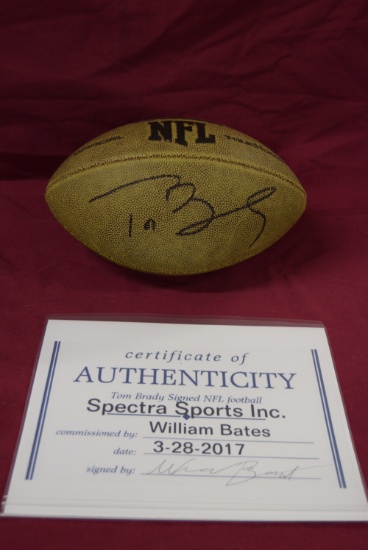 NFL
To B
certificate of
AUTHENTICITY
Tom Brady Signed NFL football
Spectra Sports Inc.
commissioned by: William Bates
date: 3-28-2017
signed by: